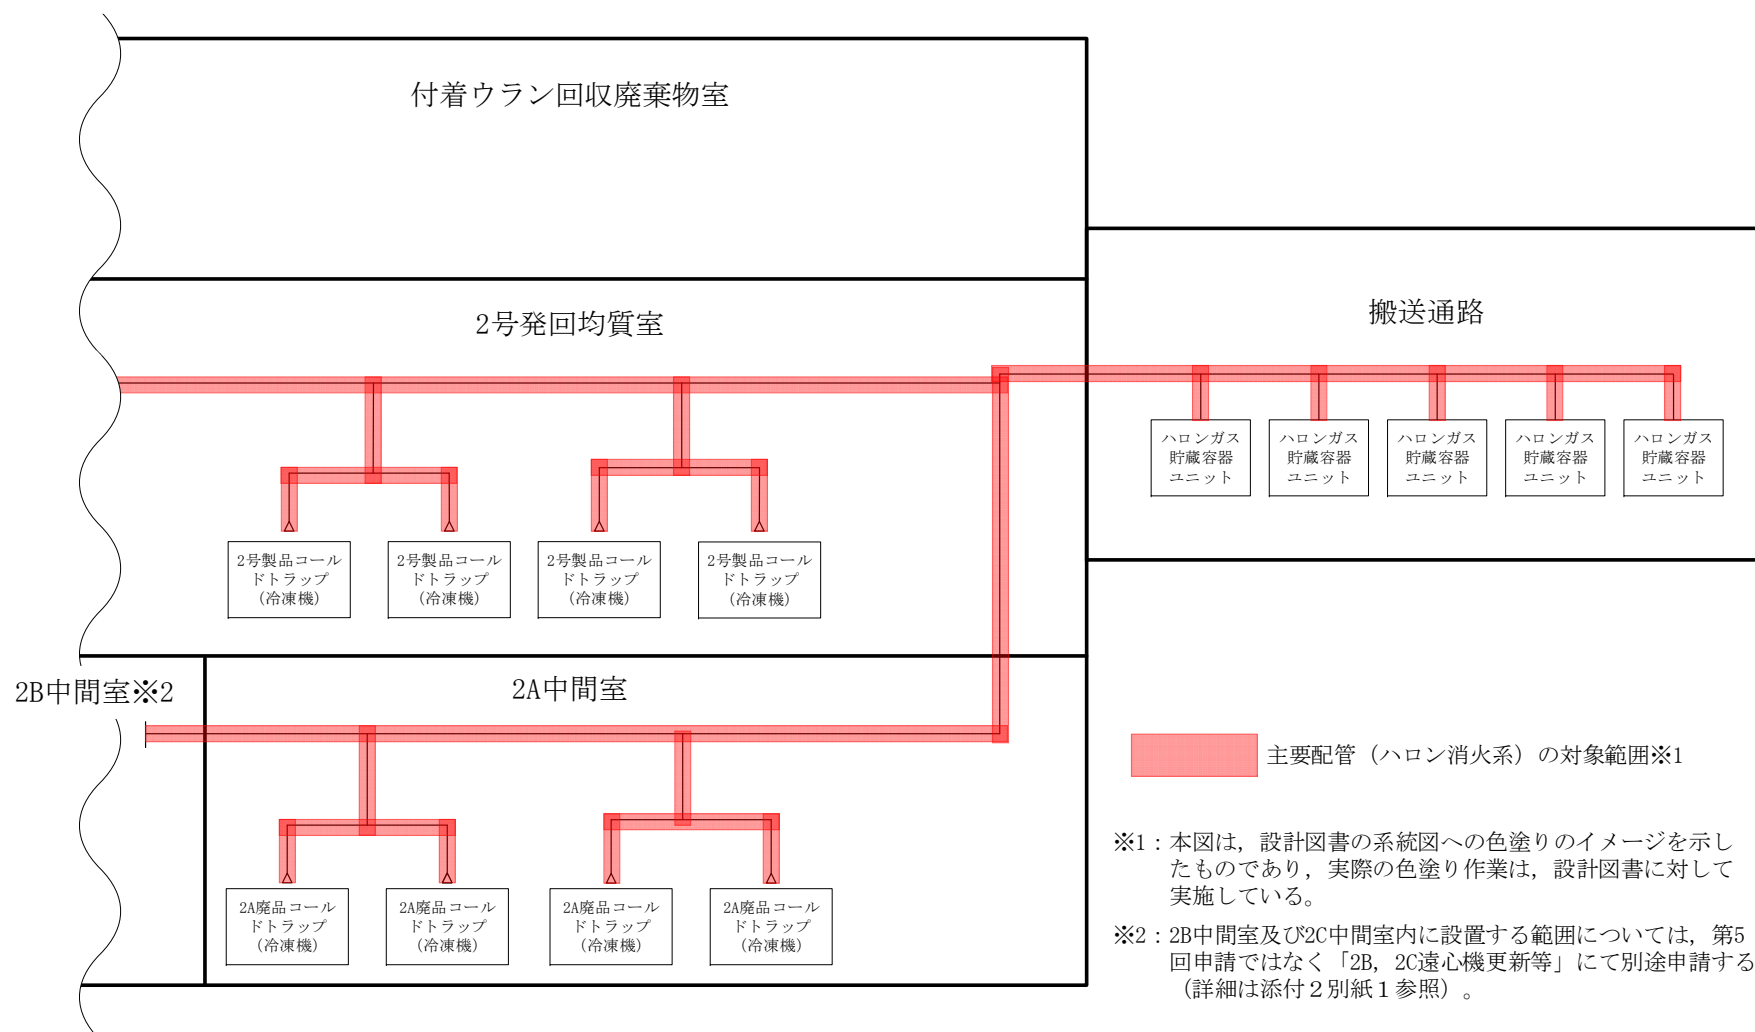 付着ウラン回収廃棄物室
2号発回均質室
搬送通路
ハロンガス
貯蔵容器
ユニット
ハロンガス
貯蔵容器
ユニット
ハロンガス
貯蔵容器
ユニット
ハロンガス
貯蔵容器
ユニット
ハロンガス
貯蔵容器
ユニット
2号製品コール
ドトラップ
(冷凍機)
2号製品コール
ドトラップ
(冷凍機)
2号製品コール
ドトラップ
(冷凍機)
2号製品コール
ドトラップ
(冷凍機)
2B中間室※2
2A中間室
2A廃品コール
ドトラップ
(冷凍機)
2A廃品コール
ドトラップ
(冷凍機)
2A廃品コール
ドトラップ
(冷凍機)
2A廃品コール
ドトラップ
(冷凍機)
主要配管（ハロン消火系）の対象範囲※1
※1：本図は，設計図書の系統図への色塗りのイメージを示し
たものであり，実際の色塗り作業は，設計図書に対して
実施している。
※2：2B中間室及び2C中間室内に設置する範囲については，第5
回申請ではなく「2B，2C遠心機更新等」にて別途申請する
（詳細は添付２別紙１参照）。